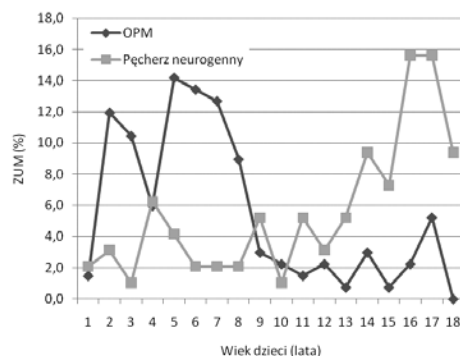 18,0
16,0
14,0
12,0
10,0
8,0
6,0
4,0
2,0
0,0
ZUM (%)
OPM
Pęcherz neurogenny
1 2 3 4 5 6 7 8 9 10 11 12 13 14 15 16 17 18
Wiek dzieci (lata)